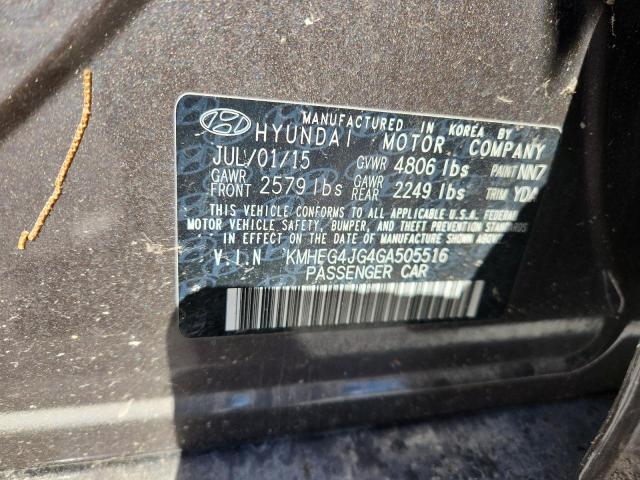 MANUFACTURED IN KOREA BY
HYUNDAI MOTOR COMPANY
JUL/01/15 GVWR 4806 lbs PAINT NN7
GAWR FRONT 2579 lbs GAWR REAR 2249 lbs TRIM YDA
THIS VEHICLE CONFORMS TO ALL APPLICABLE U.S.A. FEDERAL
MOTOR VEHICLE SAFETY, BUMPER, AND THEFT PREVENTION STANDARDS
IN EFFECT ON THE DATE OF MANUFACTURE SHOWN ABOVE.
V.I.N KMHFG4JG4GA505516
PASSENGER CAR